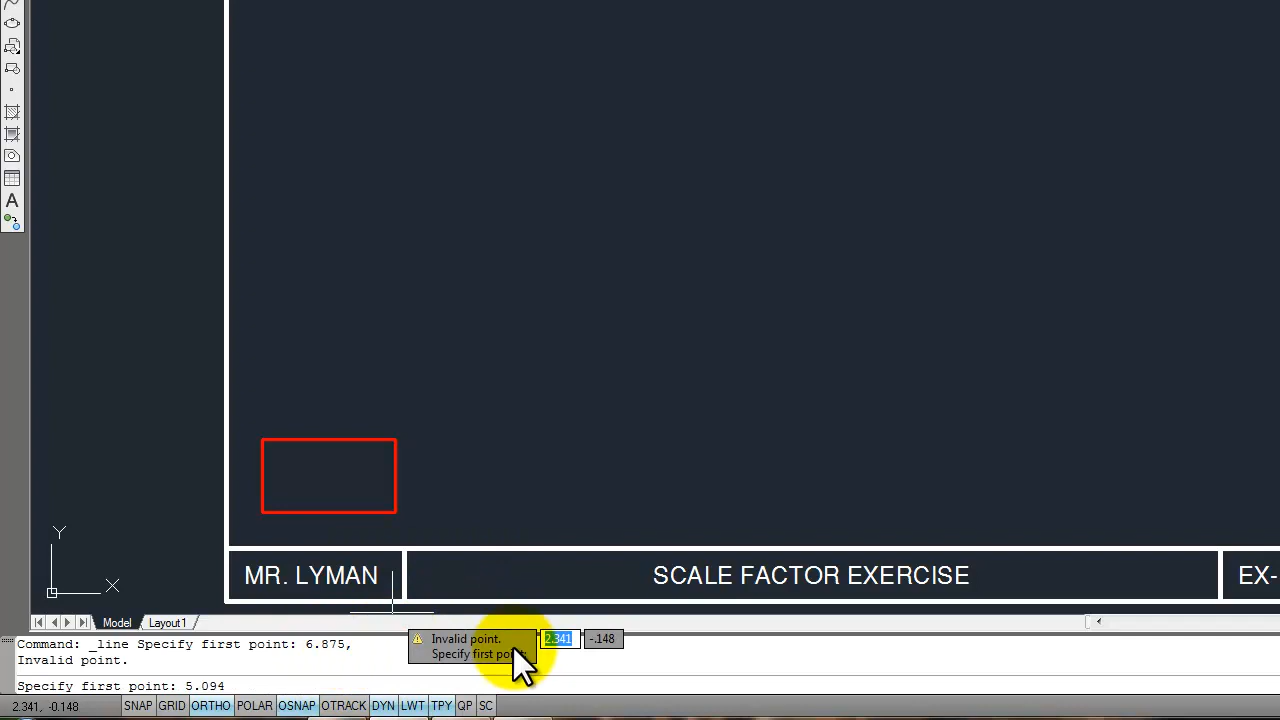 A
Y
X
MR. LYMAN
SCALE FACTOR EXERCISE
EX-
Model
Layout1
Command: _line Specify first point: 6.875,
Invalid point.
Invalid point.
Specify first point:
2.341
-.148
Specify first point: 5.094
2.341, -0.148
SNAP GRID ORTHO POLAR OSNAP OTRACK DYN LWT TPY QP SC